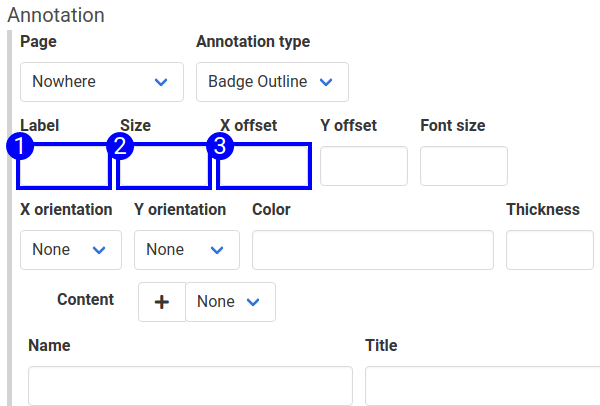 Annotation
Page Annotation type
Nowhere Badge Outline
Label Size X offset Y offset Font size
1 2 3
X orientation Y orientation Color Thickness
None None
Content + None
Name Title